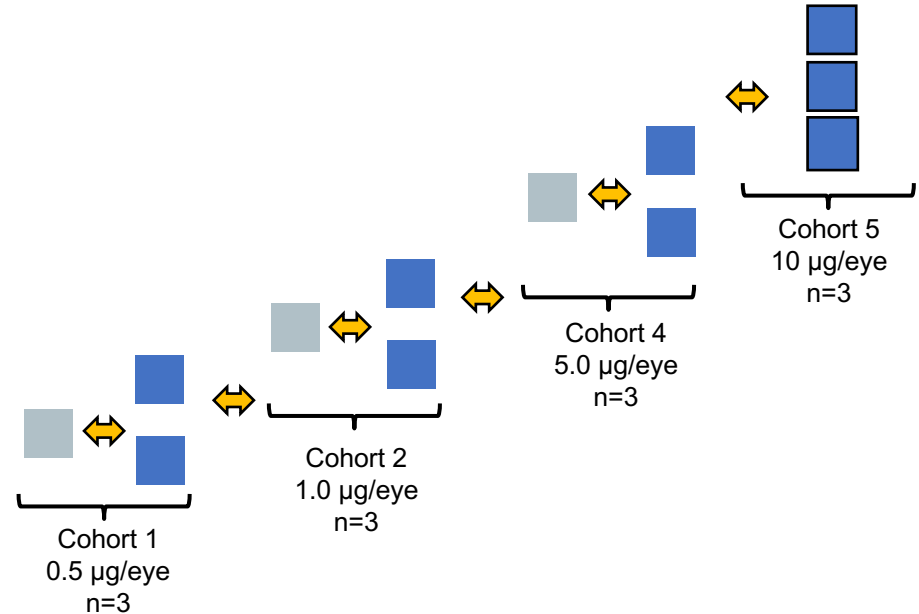 Cohort 1
0.5 µg/eye
n=3
Cohort 2
1.0 µg/eye
n=3
Cohort 4
5.0 µg/eye
n=3
Cohort 5
10 µg/eye
n=3